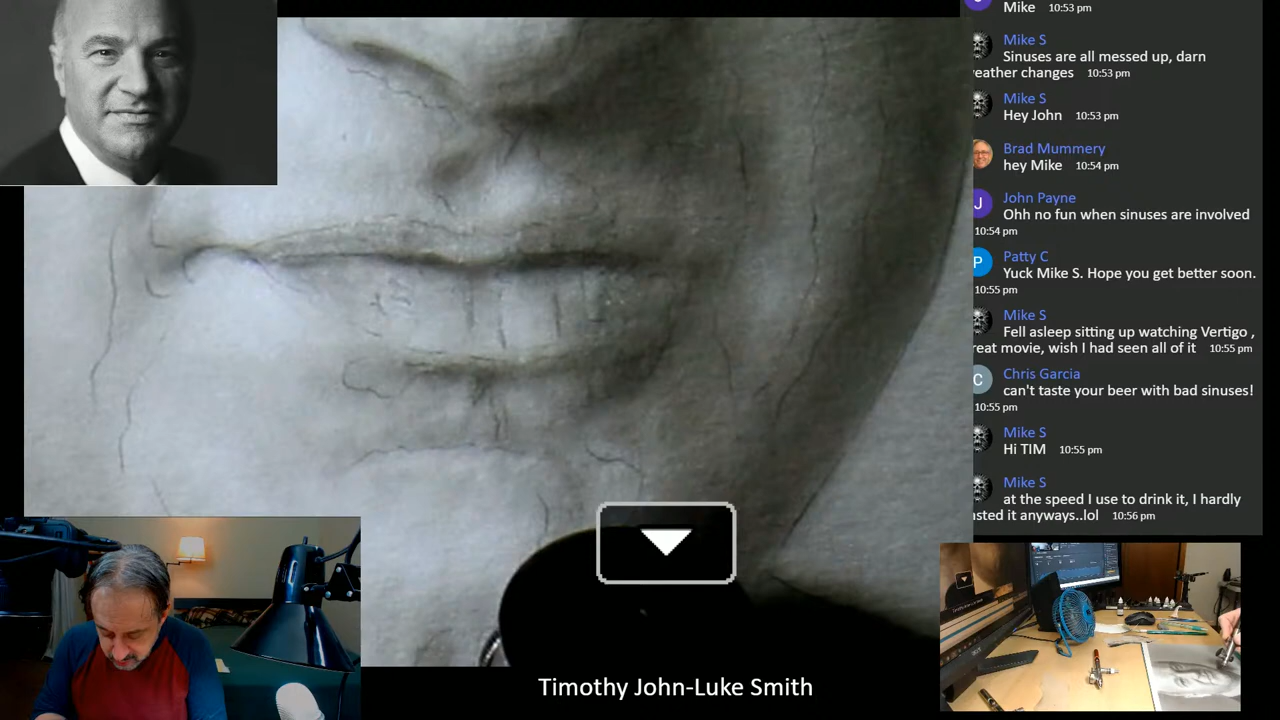 Mike 10:53 pm
Mike S
Sinuses are all messed up, darn
eather changes 10:53 pm
Mike S
Hey John 10:53 pm
Brad Mummery
hey Mike 10:54 pm
J
John Payne
Ohh no fun when sinuses are involved
10:54 pm
P
Patty C
Yuck Mike S. Hope you get better soon.
10:55 pm
Mike S
Fell asleep sitting up watching Vertigo ,
reat movie, wish I had seen all of it 10:55 pm
C
Chris Garcia
can't taste your beer with bad sinuses!
10:55 pm
Mike S
Hi TIM 10:55 pm
Mike S
at the speed I use to drink it, I hardly
sted it anyways..lol 10:56 pm
Timothy John-Luke Smith